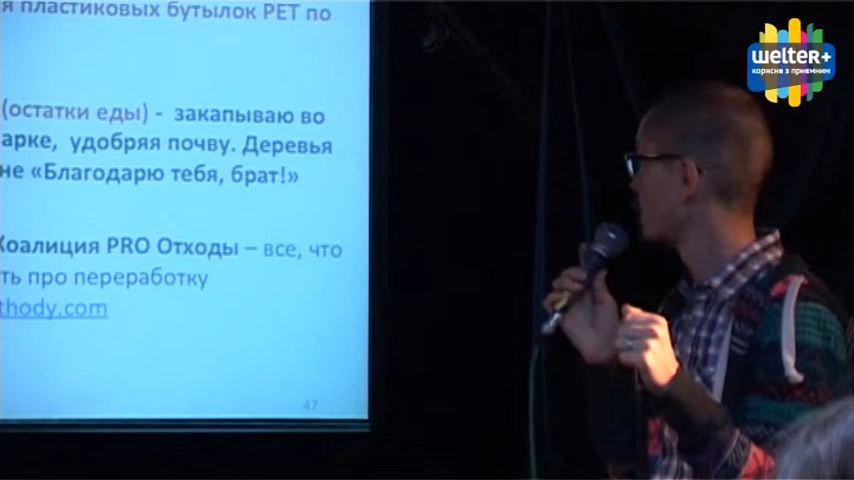 я пластиковых бутылок PET по
(остатки еды) - закапываю во
арке, удобряя почву. Деревья
не «Благодарю тебя, брат!»
Коалиция PRO Отходы – все, что
ть про переработку
thody.com
47
welter+
корисне з приємним